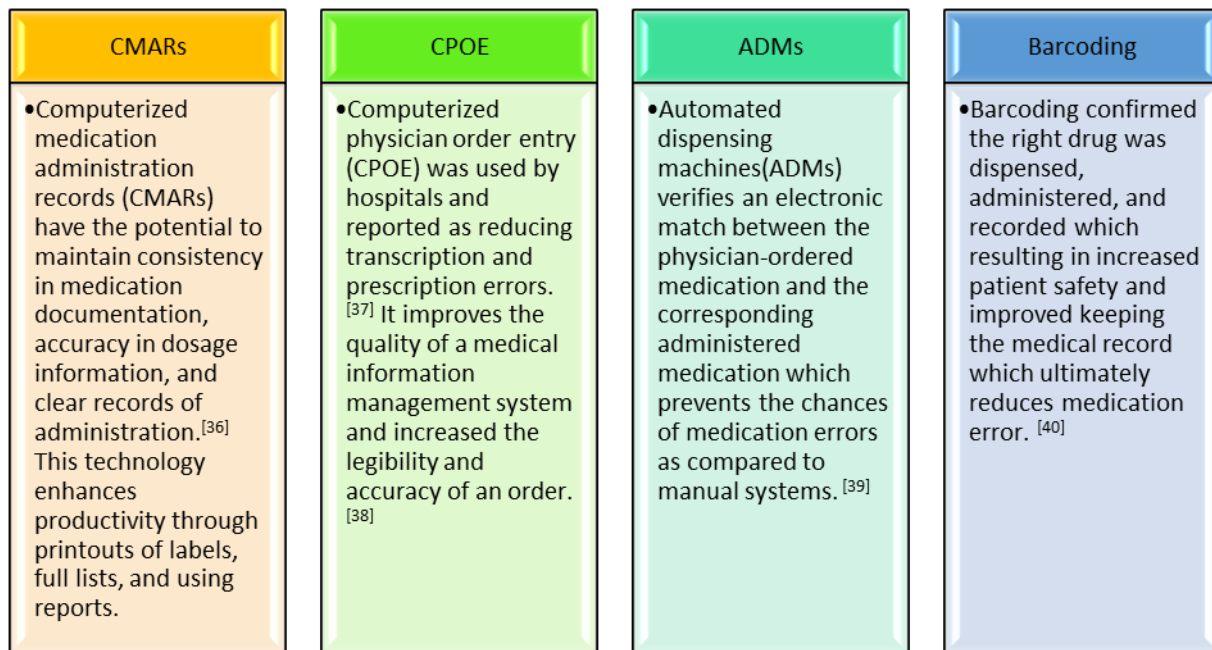 CMARs
•Computerized
medication
administration
records (CMARs)
have the potential to
maintain consistency
in medication
documentation,
accuracy in dosage
information, and
clear records of
administration.[36]
This technology
enhances
productivity through
printouts of labels,
full lists, and using
reports.
CPOE
•Computerized
physician order entry
(CPOE) was used by
hospitals and
reported as reducing
transcription and
prescription errors.
[37] It improves the
quality of a medical
information
management system
and increased the
legibility and
accuracy of an order.
[38]
ADMs
•Automated
dispensing
machines(ADMs)
verifies an electronic
match between the
physician-ordered
medication and the
corresponding
administered
medication which
prevents the chances
of medication errors
as compared to
manual systems. [39]
Barcoding
•Barcoding confirmed
the right drug was
dispensed,
administered, and
recorded which
resulting in increased
patient safety and
improved keeping
the medical record
which ultimately
reduces medication
error. [40]